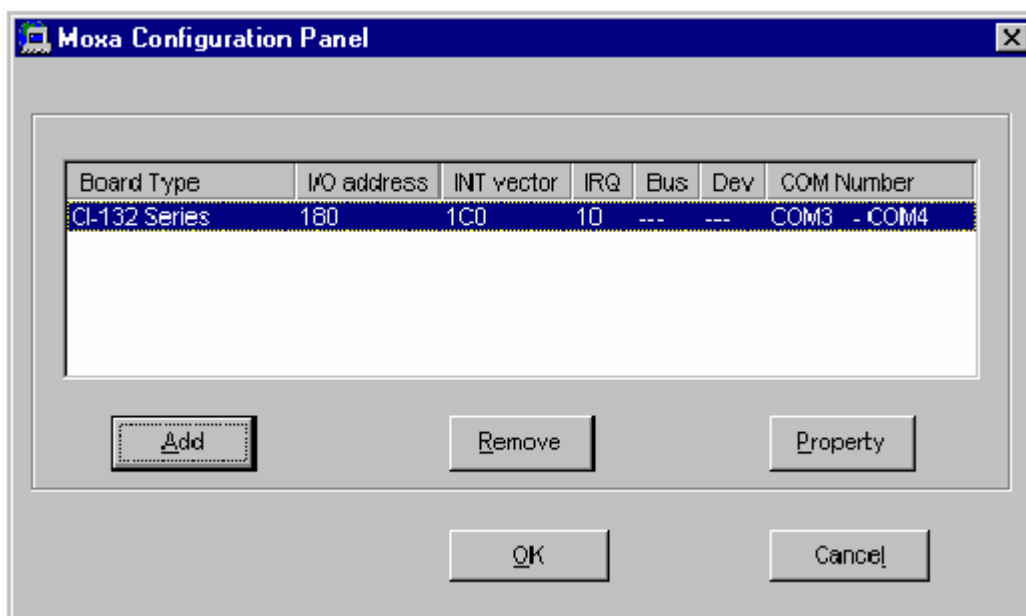 Moxa Configuration Panel
Board Type I/O address INT vector IRQ Bus Dev COM Number
CI-132 Series 180 1C0 10 --- --- COM3 - COM4
Add Remove Property
OK Cancel